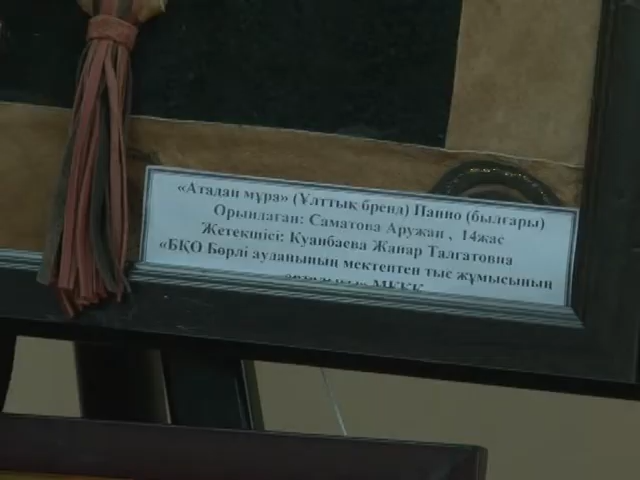 «Атадан мұра» (Ұлттық бренд) Панно (былғары)
Орындаған: Саматова Аружан , 14жас
Жетекшісі: Куанбаева Жанар Талгатовна
«БҚО Бөрлі ауданының мектептен тыс жұмысының
МКҚК